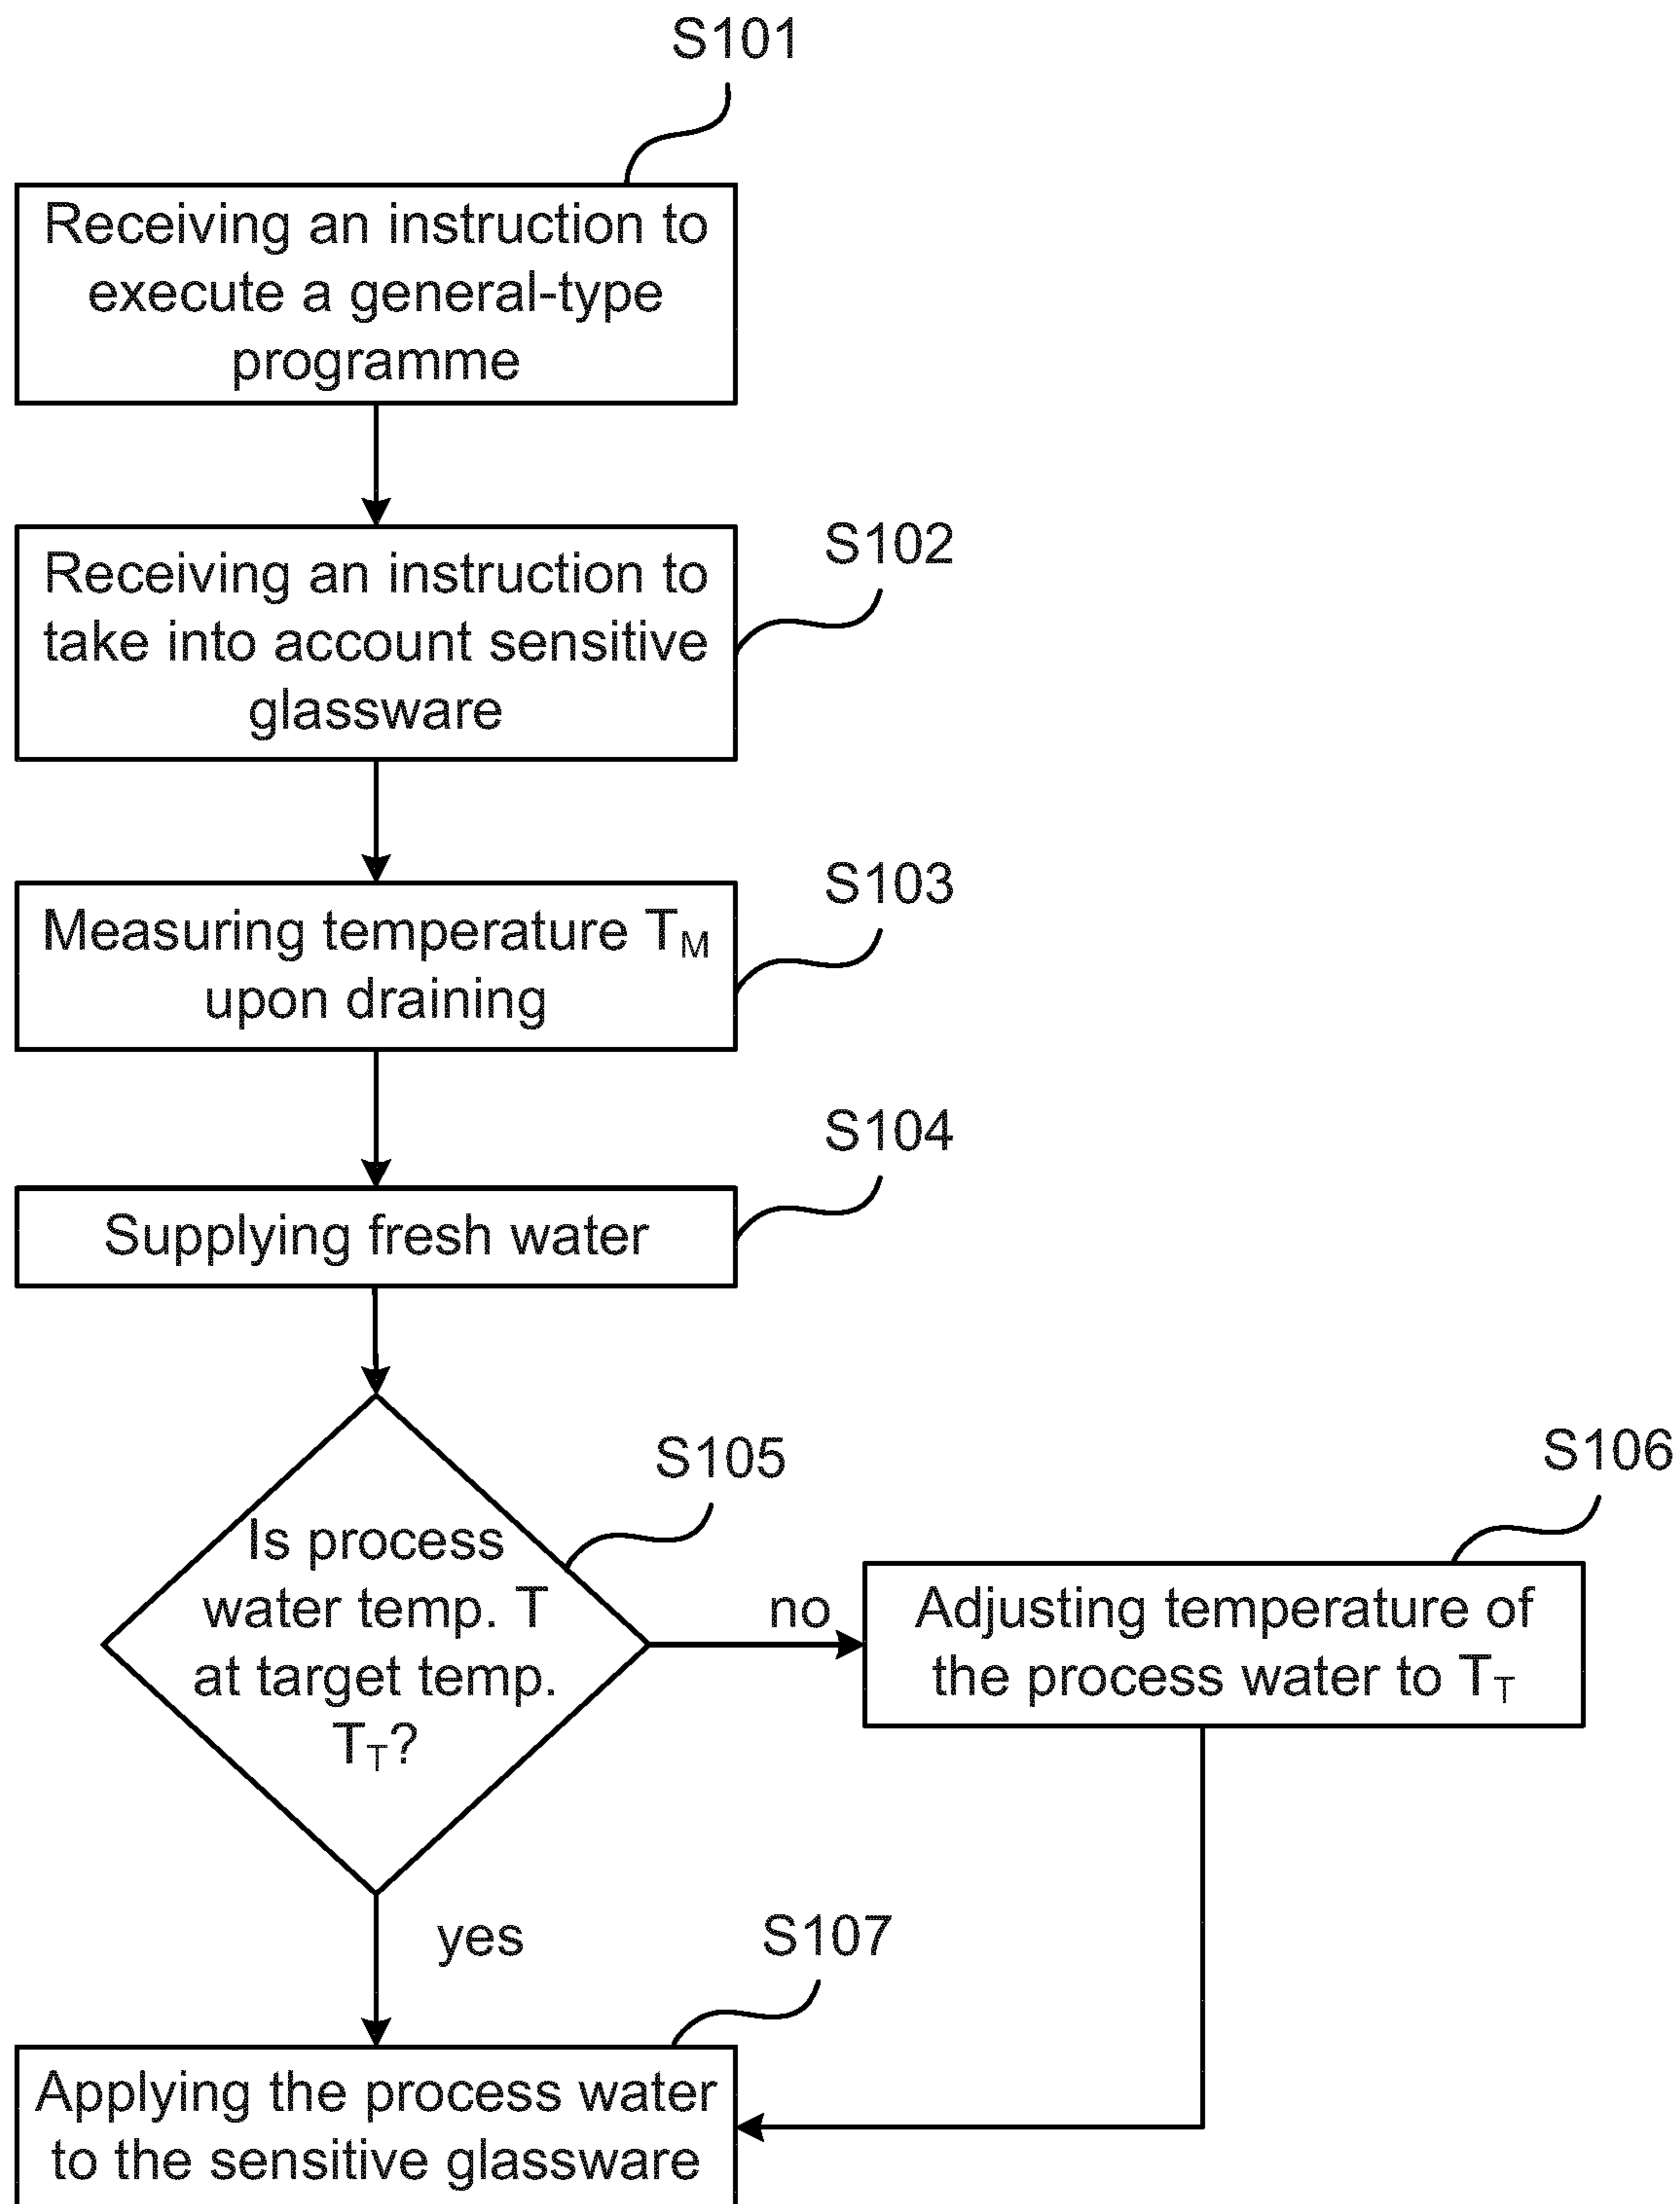 S101
Receiving an instruction to
execute a general-type
programme
S102
Receiving an instruction to
take into account sensitive
glassware
S103
Measuring temperature TM
upon draining
S104
Supplying fresh water
S105
Is process
water temp. T
at target temp.
TT?
no
S106
Adjusting temperature of
the process water to TT
yes
S107
Applying the process water
to the sensitive glassware